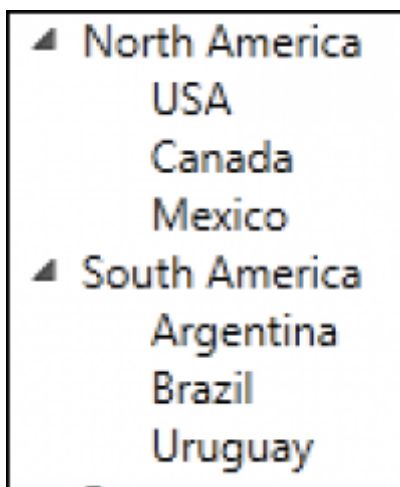 North America
USA
Canada
Mexico
South America
Argentina
Brazil
Uruguay